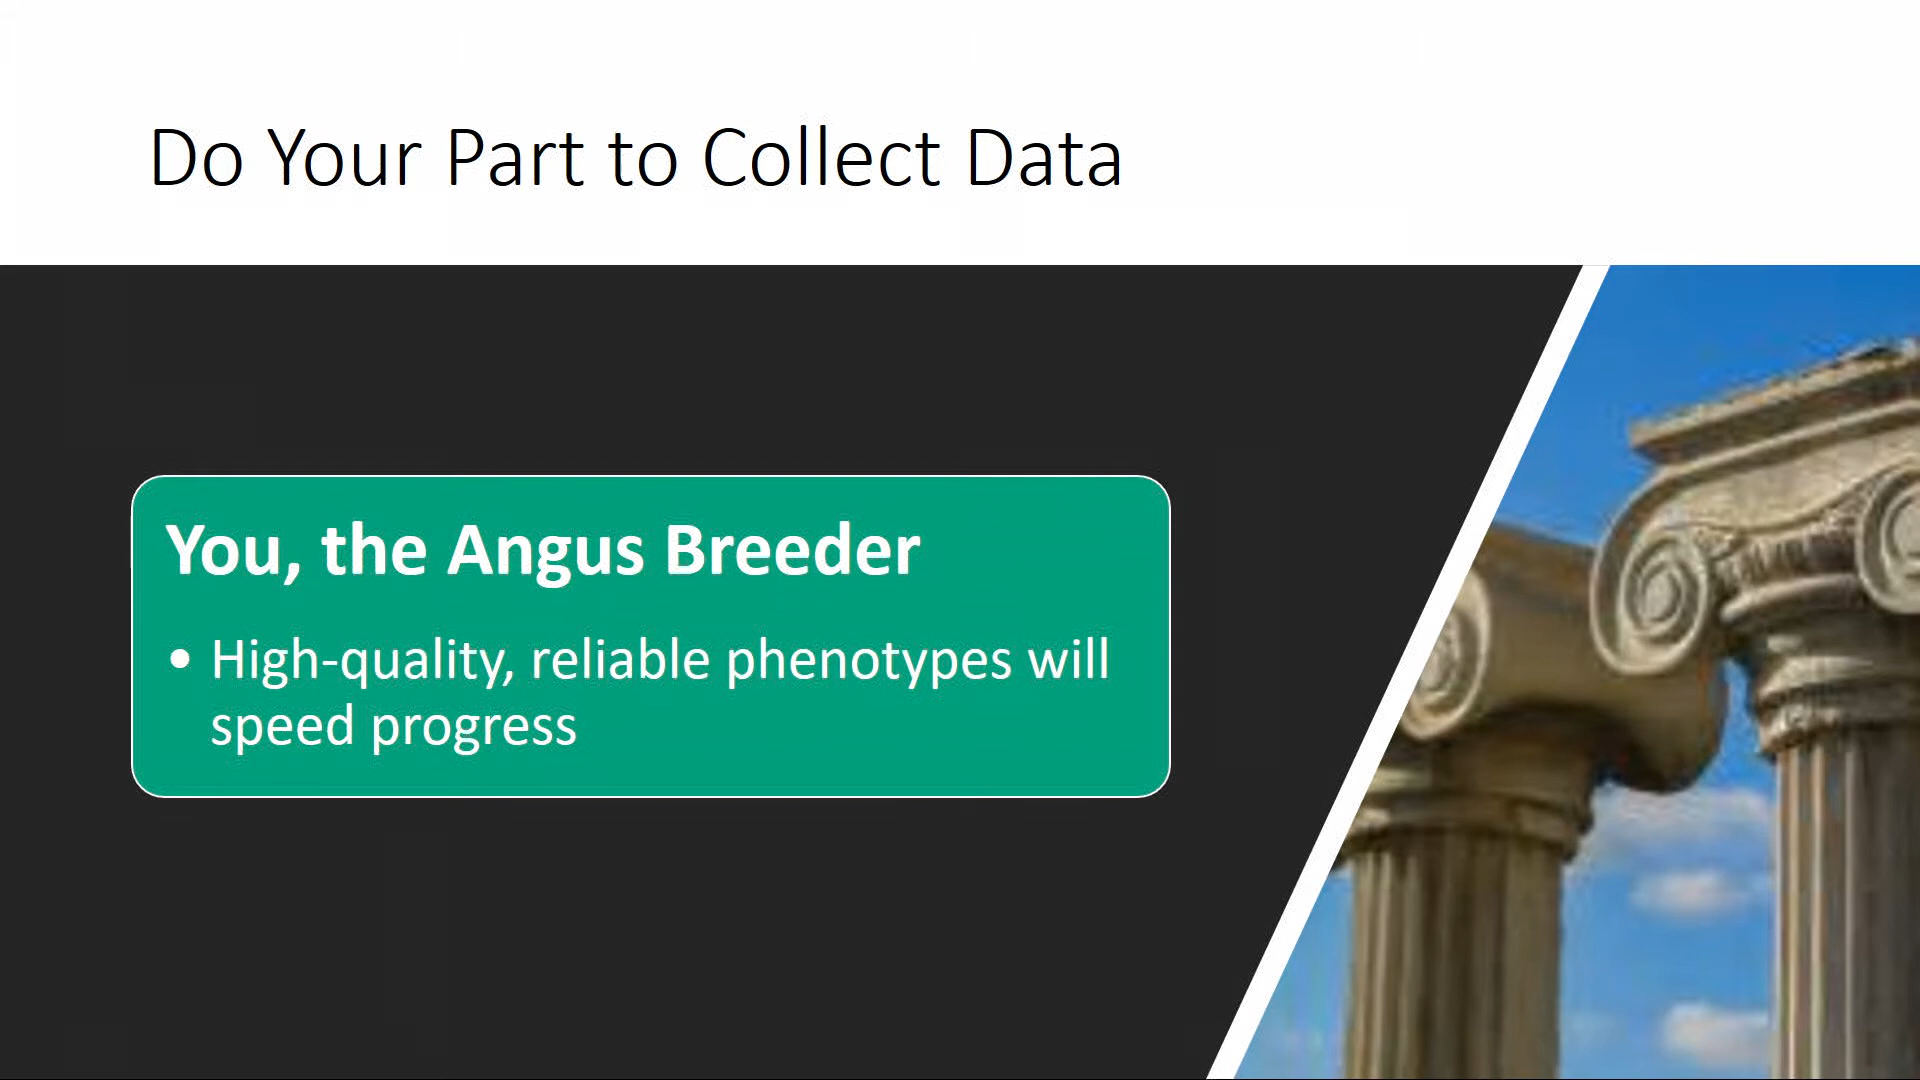 Do Your Part to Collect Data
You, the Angus Breeder
• High-quality, reliable phenotypes will
speed progress